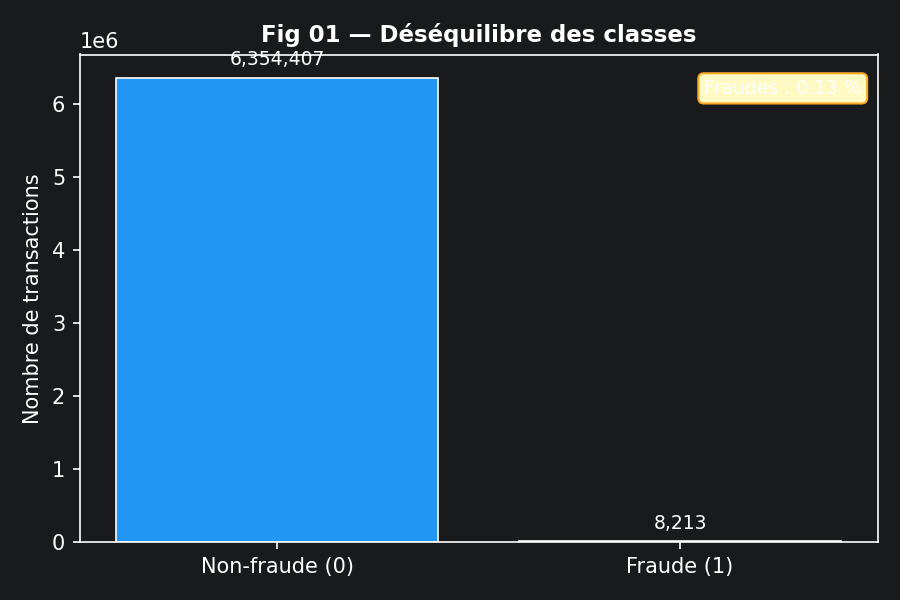 Fig 01 — Déséquilibre des classes
1e6
6,354,407
Fraudes : 0.13 %
6
5
4
3
2
1
0
Nombre de transactions
8,213
Non-fraude (0)
Fraude (1)